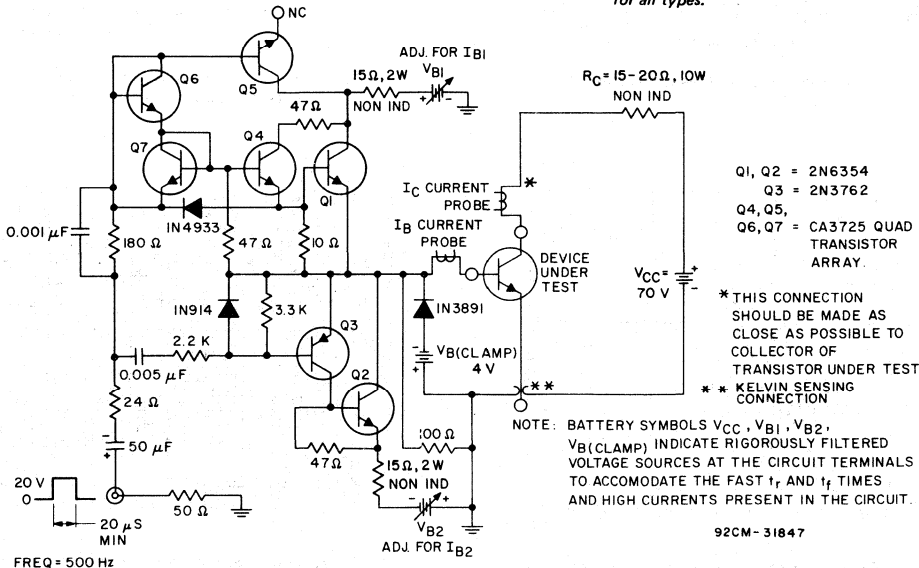 for all types.
NC
ADJ. FOR IB1
VB1
+ -
Q6
Q5
15Ω, 2W
NON IND
RC = 15-20Ω, 10W
NON IND
47Ω
Q7
Q4
Q1
IC CURRENT
PROBE
*
Q1, Q2 = 2N6354
Q3 = 2N3762
Q4, Q5,
Q6, Q7 = CA3725 QUAD
TRANSISTOR
ARRAY.
0.001 μF
180 Ω
IN4933
47 Ω
10 Ω
IB CURRENT
PROBE
DEVICE
UNDER
TEST
VCC =
70 V
+
-
* THIS CONNECTION
SHOULD BE MADE AS
CLOSE AS POSSIBLE TO
COLLECTOR OF
TRANSISTOR UNDER TEST
* * KELVIN SENSING
CONNECTION
IN914
3.3 K
Q3
IN3891
-
+
VB(CLAMP)
4 V
* *
2.2 K
0.005 μF
Q2
24 Ω
-
50 μF
+
47Ω
100 Ω
15Ω, 2W
NON IND
- +
VB2
ADJ. FOR IB2
NOTE: BATTERY SYMBOLS VCC, VB1, VB2,
VB(CLAMP) INDICATE RIGOROUSLY FILTERED
VOLTAGE SOURCES AT THE CIRCUIT TERMINALS
TO ACCOMODATE THE FAST tr AND tf TIMES
AND HIGH CURRENTS PRESENT IN THE CIRCUIT.
20 V
0
20 μS
MIN
50 Ω
FREQ = 500 Hz
92CM-31847